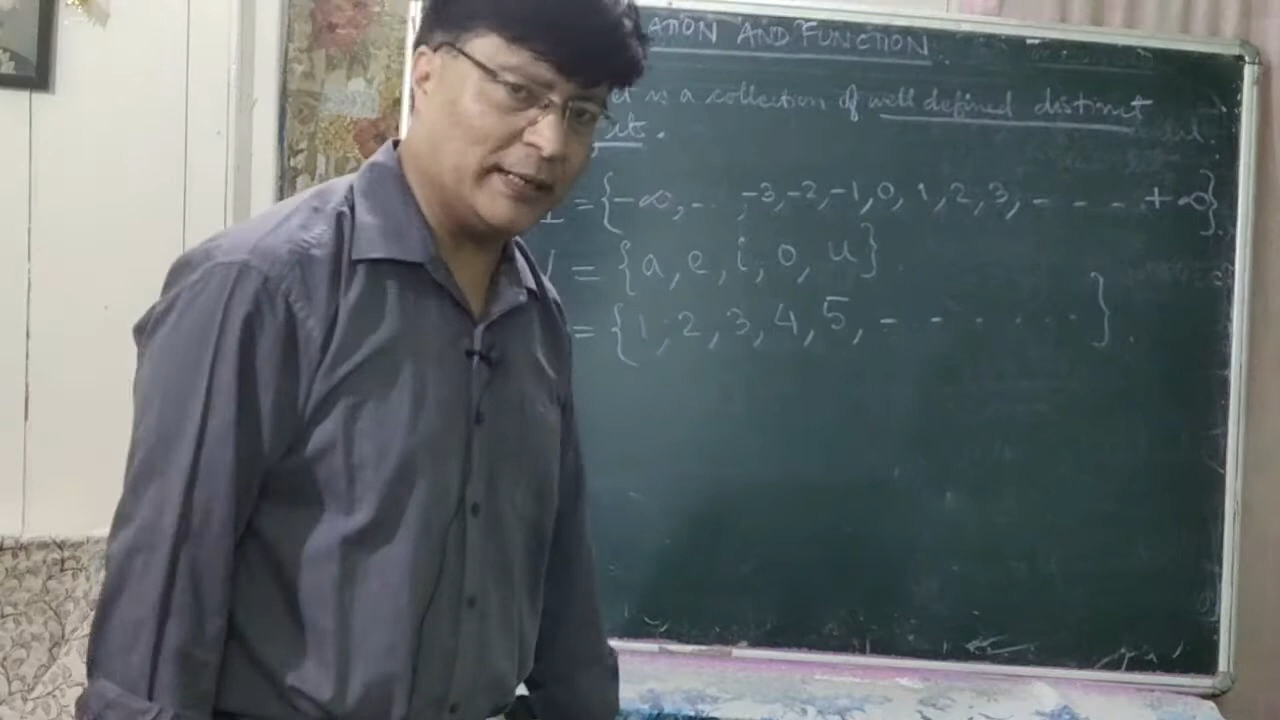 ATION AND FUNCTION
et is a collection of well defined distinct
= {-∞, - . , -3, -2, -1, 0, 1, 2, 3, - - - +∞}.
V = {a, e, i, o, u}.
= {1, 2, 3, 4, 5, - - - . . . }.